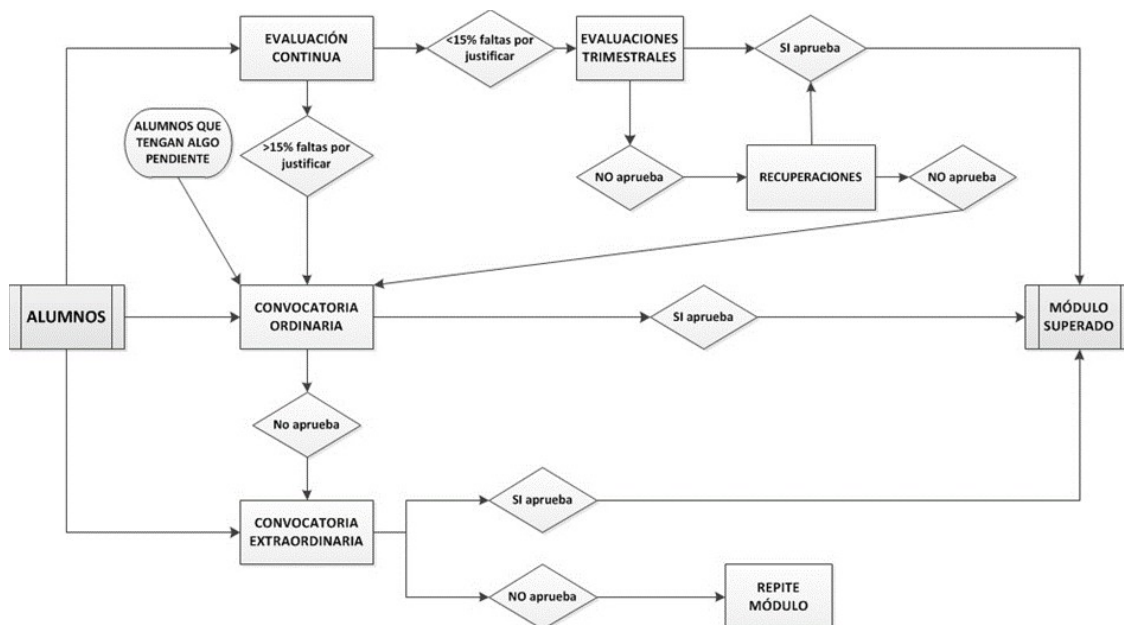 EVALUACIÓN
CONTINUA
<15% faltas por
justificar
EVALUACIONES
TRIMESTRALES
SI aprueba
ALUMNOS QUE
TENGAN ALGO
PENDIENTE
>15% faltas por
justificar
NO aprueba
RECUPERACIONES
NO aprueba
ALUMNOS
CONVOCATORIA
ORDINARIA
SI aprueba
MÓDULO
SUPERADO
No aprueba
CONVOCATORIA
EXTRAORDINARIA
SI aprueba
NO aprueba
REPITE
MÓDULO